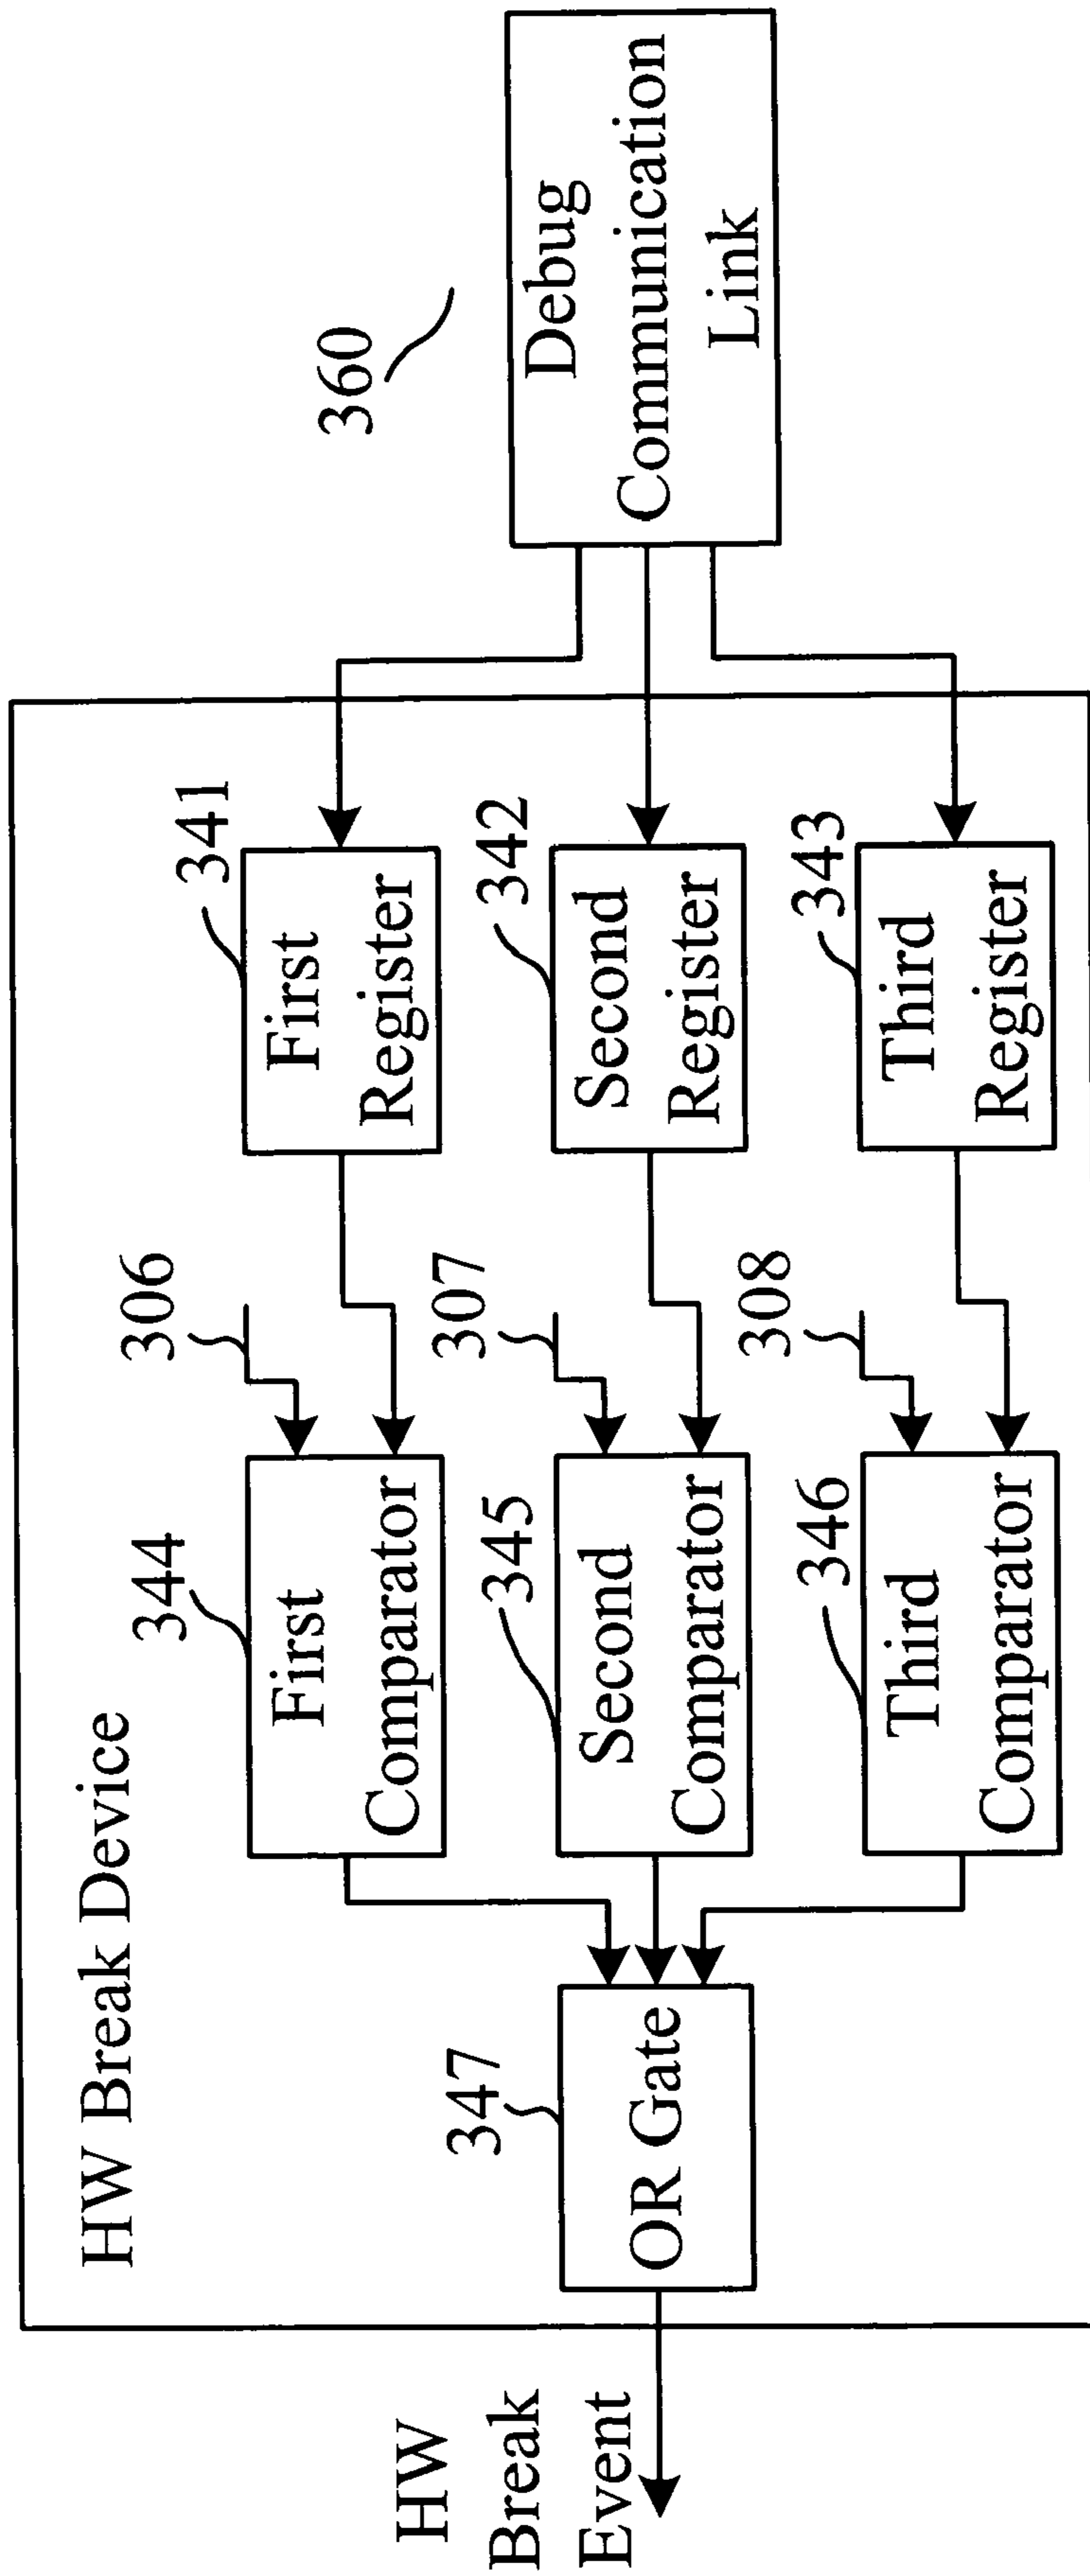 HW Break Device
344
306
341
360
First
Comparator
First
Register
HW
Break
Event
347
OR Gate
345
307
342
Second
Comparator
Second
Register
Debug
Communication
Link
346
308
343
Third
Comparator
Third
Register